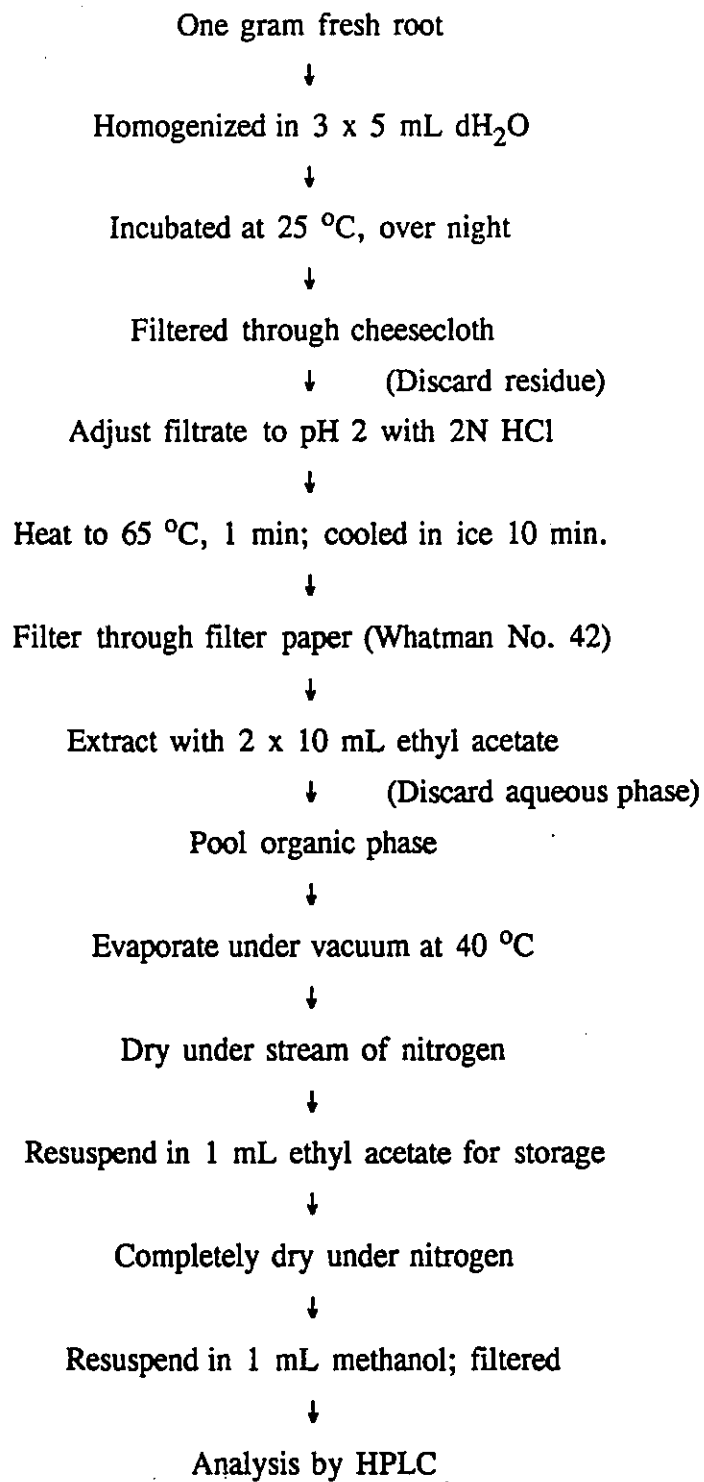 One gram fresh root
↓
Homogenized in 3 x 5 mL dH₂O
↓
Incubated at 25 °C, over night
↓
Filtered through cheesecloth
↓ (Discard residue)
Adjust filtrate to pH 2 with 2N HCl
↓
Heat to 65 °C, 1 min; cooled in ice 10 min.
↓
Filter through filter paper (Whatman No. 42)
↓
Extract with 2 x 10 mL ethyl acetate
↓ (Discard aqueous phase)
Pool organic phase
↓
Evaporate under vacuum at 40 °C
↓
Dry under stream of nitrogen
↓
Resuspend in 1 mL ethyl acetate for storage
↓
Completely dry under nitrogen
↓
Resuspend in 1 mL methanol; filtered
↓
Analysis by HPLC